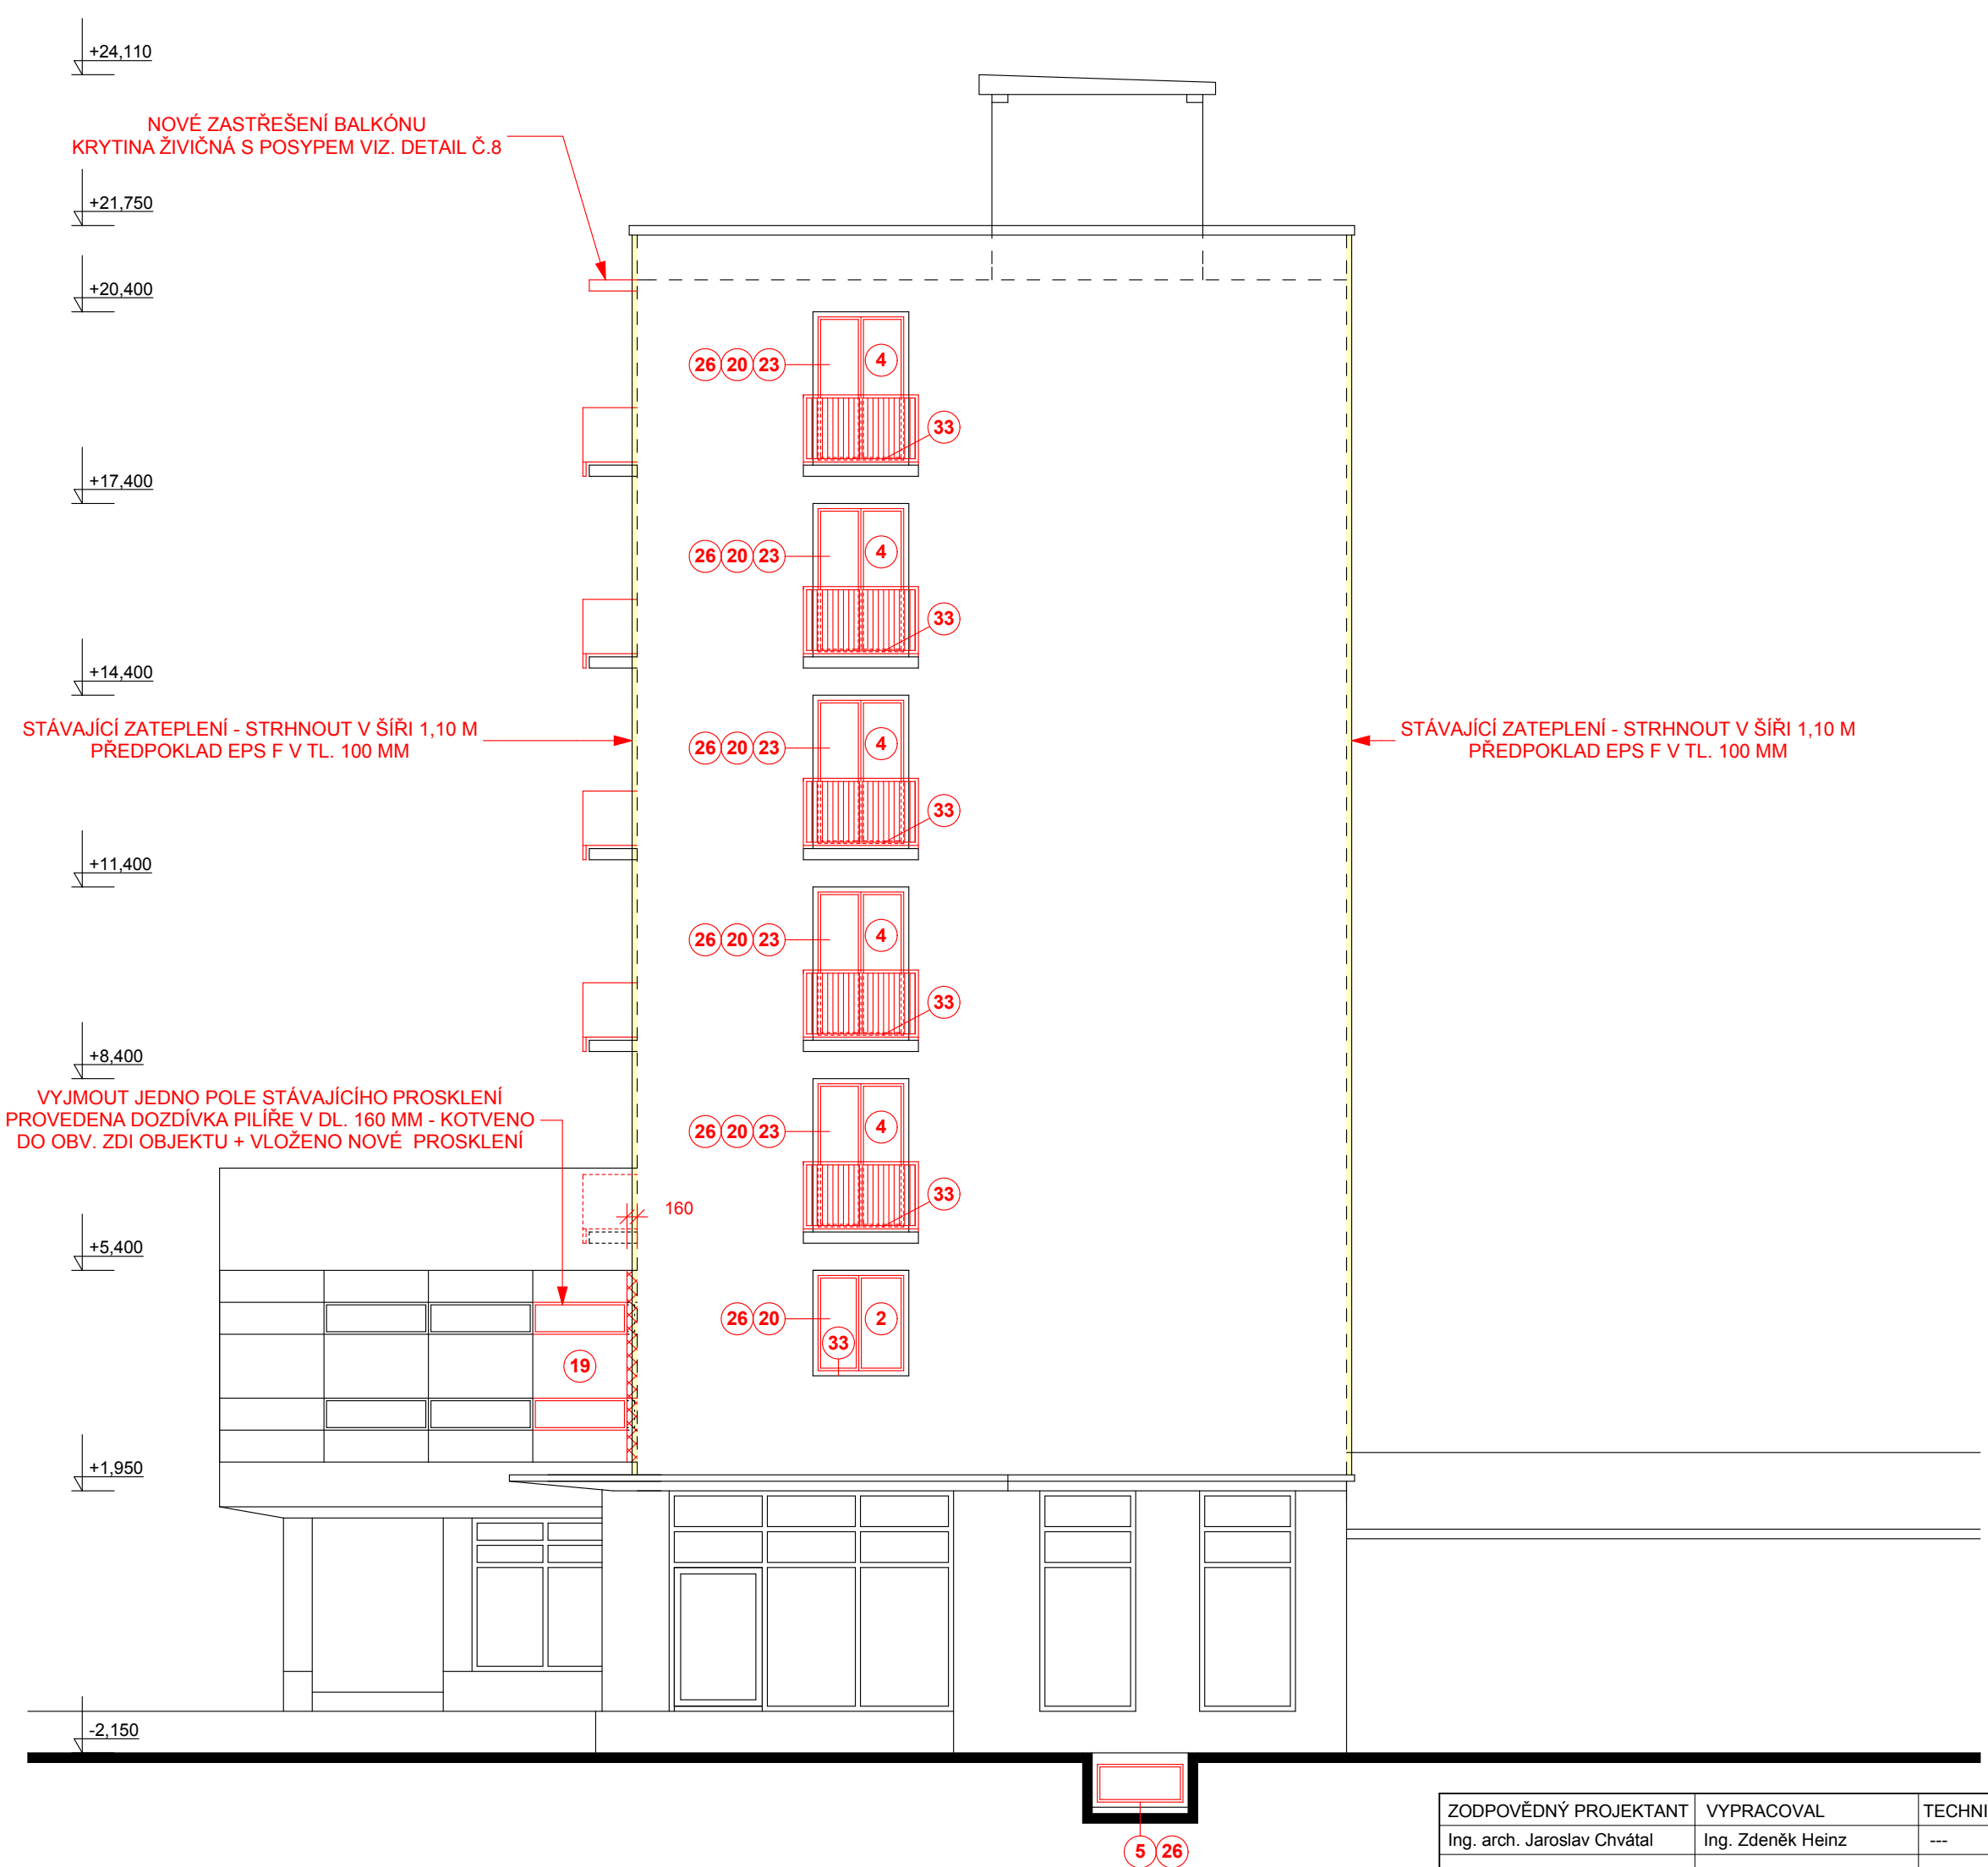 +24,110
NOVÉ ZASTŘEŠENÍ BALKÓNU
KRYTINA ŽIVIČNÁ S POSYPEM VIZ. DETAIL Č.8
+21,750
+20,400
26 20 23 4
33
+17,400
26 20 23 4
33
+14,400
STÁVAJÍCÍ ZATEPLENÍ - STRHNOUT V ŠÍŘI 1,10 M
PŘEDPOKLAD EPS F V TL. 100 MM
26 20 23 4
33
STÁVAJÍCÍ ZATEPLENÍ - STRHNOUT V ŠÍŘI 1,10 M
PŘEDPOKLAD EPS F V TL. 100 MM
+11,400
26 20 23 4
33
+8,400
VYJMOUT JEDNO POLE STÁVAJÍCÍHO PROSKLENÍ
PROVEDENA DOZDÍVKA PILÍŘE V DL. 160 MM - KOTVENO
DO OBV. ZDI OBJEKTU + VLOŽENO NOVÉ PROSKLENÍ
26 20 23 4
33
160
+5,400
26 20 2
33
19
+1,950
-2,150
5 26
ZODPOVĚDNÝ PROJEKTANT VYPRACOVAL TECHNI
Ing. arch. Jaroslav Chvátal Ing. Zdeněk Heinz ---